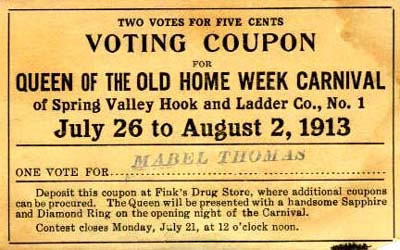 TWO VOTES FOR FIVE CENTS
VOTING COUPON
FOR
QUEEN OF THE OLD HOME WEEK CARNIVAL
of Spring Valley Hook and Ladder Co., No. 1
July 26 to August 2, 1913
MABEL THOMAS
ONE VOTE FOR
Deposit this coupon at Fink's Drug Store, where additional coupons
can be procured. The Queen will be presented with a handsome Sapphire
and Diamond Ring on the opening night of the Carnival.
Contest closes Monday, July 21, at 12 o'clock noon.